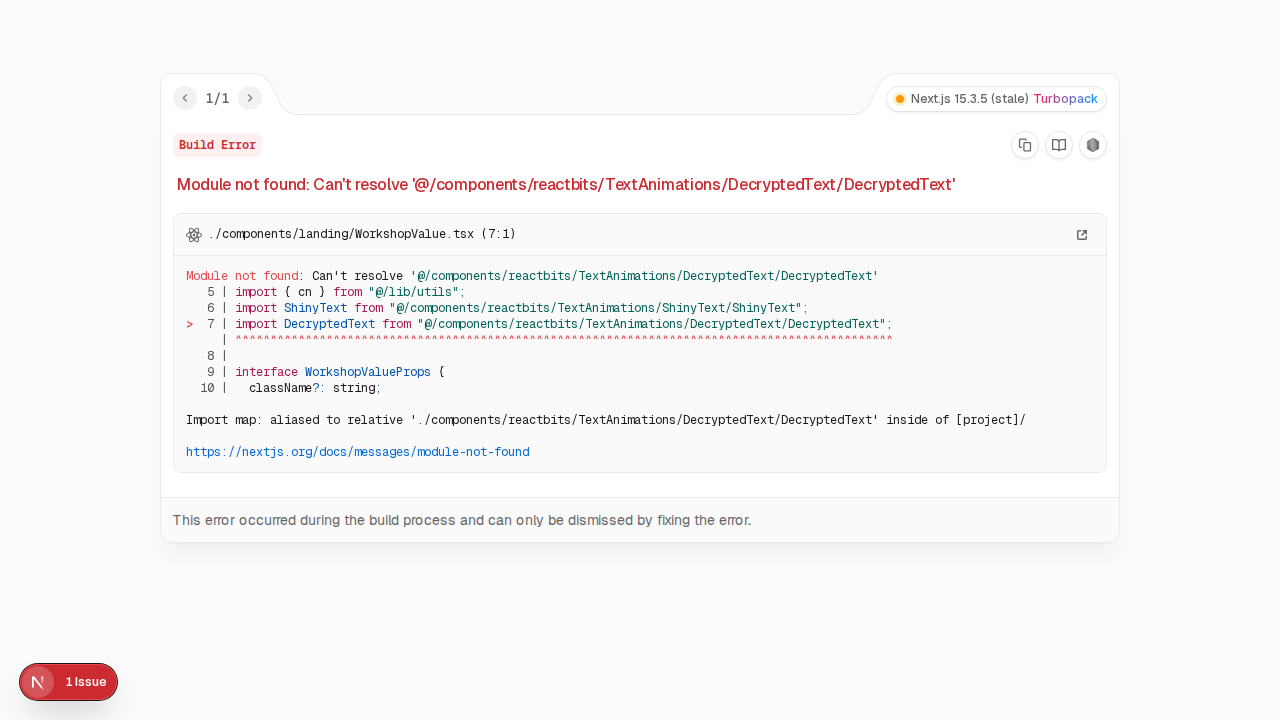 1/1
Next.js 15.3.5 (stale) Turbopack
Build Error
Module not found: Can't resolve '@/components/reactbits/TextAnimations/DecryptedText/DecryptedText'
./components/landing/WorkshopValue.tsx (7:1)
Module not found: Can't resolve '@/components/reactbits/TextAnimations/DecryptedText/DecryptedText'
5 | import { cn } from "@/lib/utils";
6 | import ShinyText from "@/components/reactbits/TextAnimations/ShinyText/ShinyText";
> 7 | import DecryptedText from "@/components/reactbits/TextAnimations/DecryptedText/DecryptedText";
| ^^^^^^^^^^^^^^^^^^^^^^^^^^^^^^^^^^^^^^^^^^^^^^^^^^^^^^^^^^^^^^^^^^^^^^^^^^^^^^^^^^^^^^^^^^^^^^
8 |
9 | interface WorkshopValueProps {
10 |   className?: string;
Import map: aliased to relative './components/reactbits/TextAnimations/DecryptedText/DecryptedText' inside of [project]/
https://nextjs.org/docs/messages/module-not-found
This error occurred during the build process and can only be dismissed by fixing the error.
1 Issue